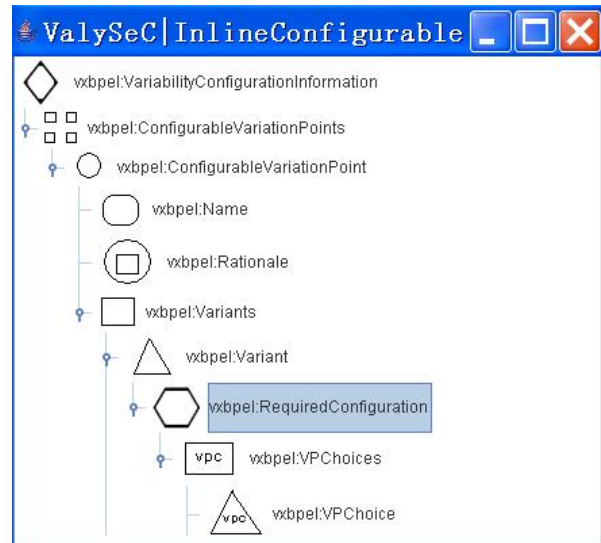 ValySeC|InlineConfigurable
vxbpel:VariabilityConfigurationInformation
vxbpel:ConfigurableVariationPoints
vxbpel:ConfigurableVariationPoint
vxbpel:Name
vxbpel:Rationale
vxbpel:Variants
vxbpel:Variant
vxbpel:RequiredConfiguration
vpc vxbpel:VPChoices
vpc vxbpel:VPChoice